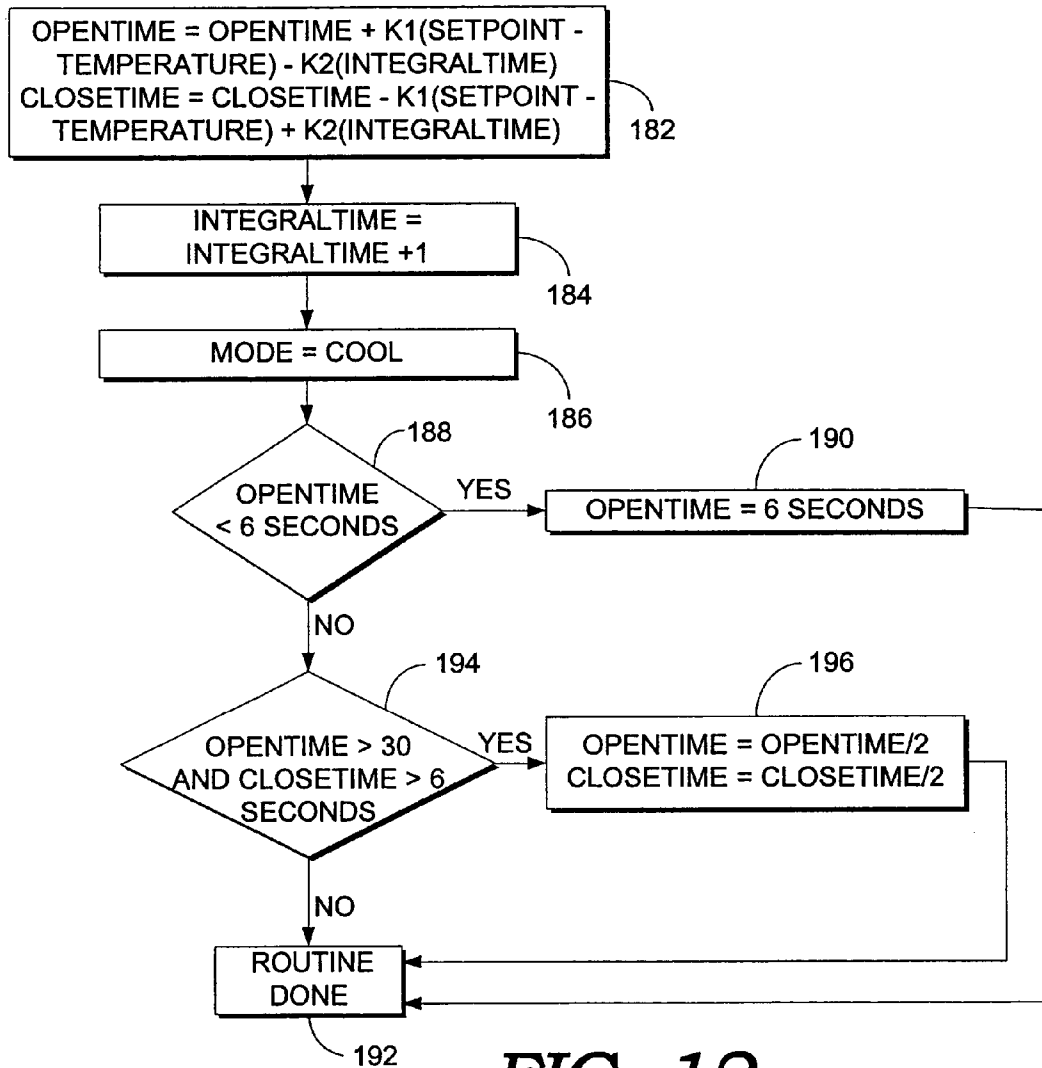 OPENTIME = OPENTIME + K1(SETPOINT -
TEMPERATURE) - K2(INTEGRALTIME)
CLOSETIME = CLOSETIME - K1(SETPOINT -
TEMPERATURE) + K2(INTEGRALTIME)
182
INTEGRALTIME =
INTEGRALTIME +1
184
MODE = COOL
186
188
OPENTIME
< 6 SECONDS
YES
190
OPENTIME = 6 SECONDS
NO
194
OPENTIME > 30
AND CLOSETIME > 6
SECONDS
YES
196
OPENTIME = OPENTIME/2
CLOSETIME = CLOSETIME/2
NO
ROUTINE
DONE
192